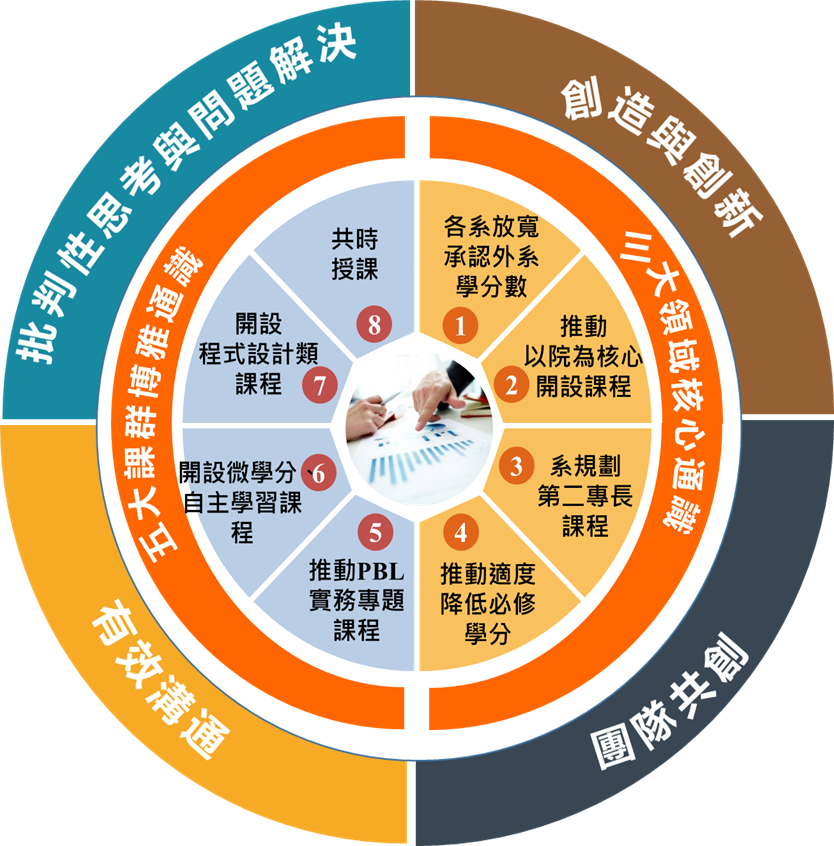 批判性思考與問題解決
創造與創新
五大課群博雅通識
三大領域核心通識
各系放寬
承認外系
學分數
1
推動
以院為核心
開設課程
2
系規劃
第二專長
課程
3
推動適度
降低必修
學分
4
推動PBL
實務專題
課程
5
開設微學分、
自主學習課
程
6
開設
程式設計類
課程
7
共時
授課
8
有效溝通
團隊共創